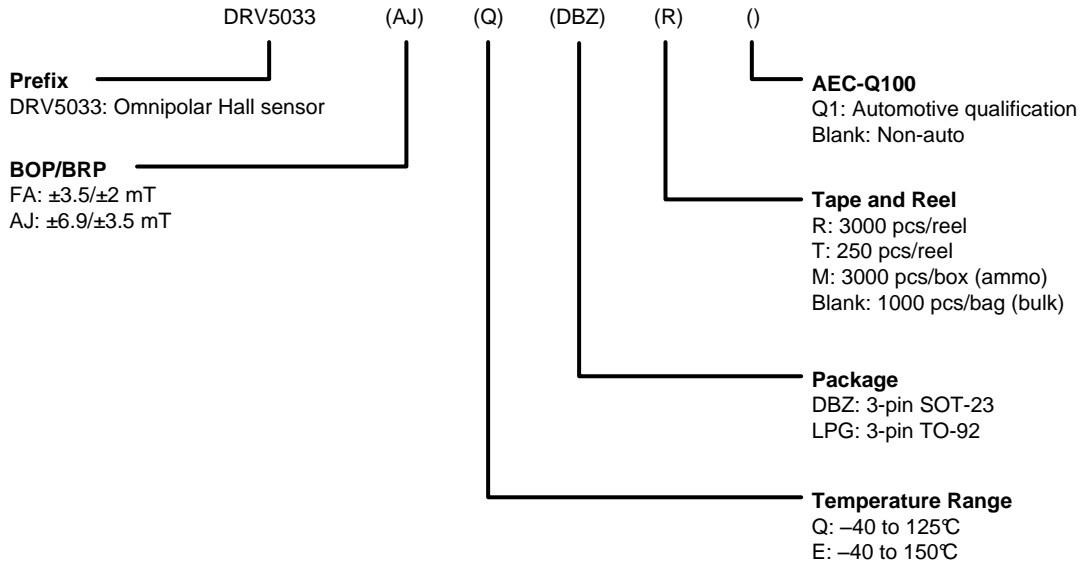 DRV5033 (AJ) (Q) (DBZ) (R) ()
Prefix
DRV5033: Omnipolar Hall sensor
BOP/BRP
FA: ±3.5/±2 mT
AJ: ±6.9/±3.5 mT
AEC-Q100
Q1: Automotive qualification
Blank: Non-auto
Tape and Reel
R: 3000 pcs/reel
T: 250 pcs/reel
M: 3000 pcs/box (ammo)
Blank: 1000 pcs/bag (bulk)
Package
DBZ: 3-pin SOT-23
LPG: 3-pin TO-92
Temperature Range
Q: –40 to 125°C
E: –40 to 150°C